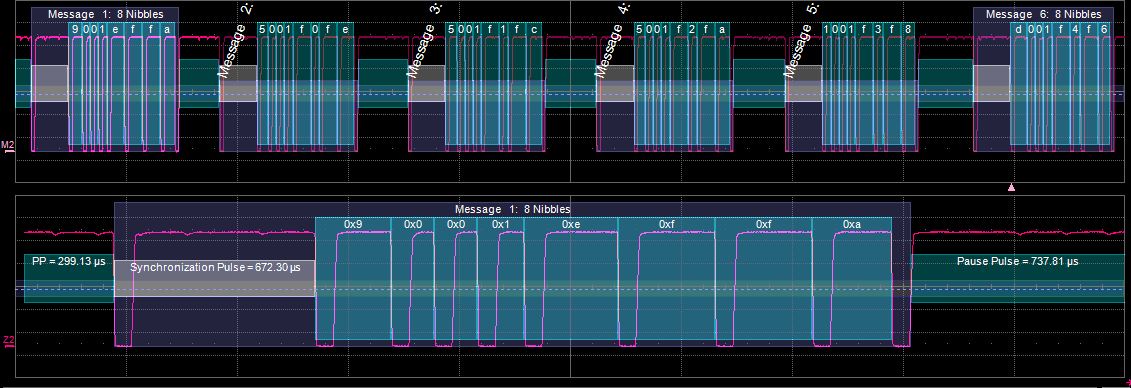 Message 1: 8 Nibbles
9 0 0 1 e f f a
Message 2:
5 0 0 1 f 0 f e
Message 3:
5 0 0 1 f 1 f c
Message 4:
5 0 0 1 f 2 f a
Message 5:
1 0 0 1 f 3 f 8
Message 6: 8 Nibbles
d 0 0 1 f 4 f 6
M2
Message 1: 8 Nibbles
0x9 0x0 0x0 0x1 0xe 0xf 0xf 0xa
PP = 299.13 µs
Synchronization Pulse = 672.30 µs
Pause Pulse = 737.81 µs
Z2